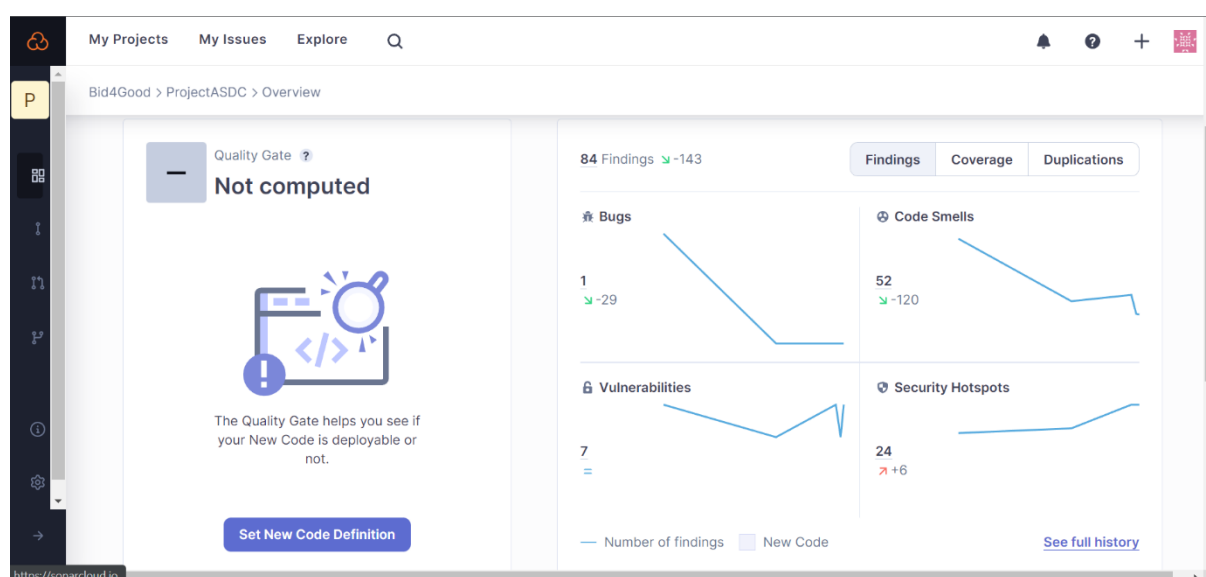 My Projects My Issues Explore
P
Bid4Good > ProjectASDC > Overview
Quality Gate ?
Not computed
The Quality Gate helps you see if
your New Code is deployable or
not.
Set New Code Definition
84 Findings -143
Findings Coverage Duplications
Bugs
1
-29
Code Smells
52
-120
Vulnerabilities
7
=
Security Hotspots
24
+6
Number of findings New Code
See full history
https://sonarcloud.io